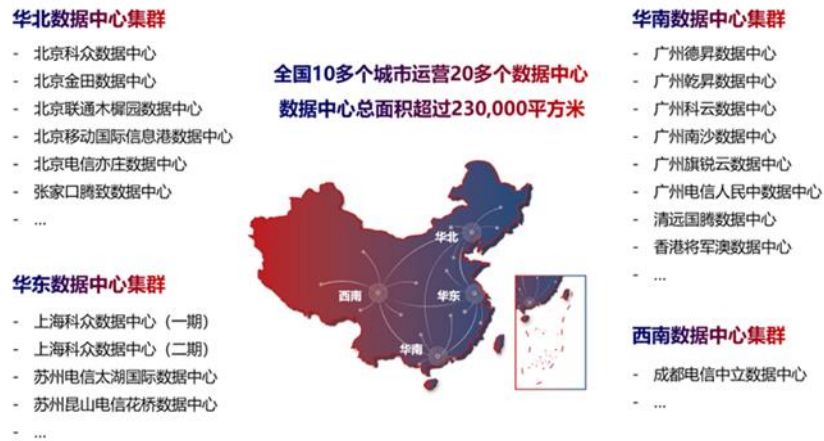 华北数据中心集群
- 北京科众数据中心
- 北京金田数据中心
- 北京联通木樨园数据中心
- 北京移动国际信息港数据中心
- 北京电信亦庄数据中心
- 张家口腾致数据中心
- ...
华东数据中心集群
- 上海科众数据中心（一期）
- 上海科众数据中心（二期）
- 苏州电信太湖国际数据中心
- 苏州昆山电信花桥数据中心
- ...
全国10多个城市运营20多个数据中心
数据中心总面积超过230,000平方米
华北
西南
华东
华南
华南数据中心集群
- 广州德昇数据中心
- 广州乾昇数据中心
- 广州科云数据中心
- 广州南沙数据中心
- 广州旗锐云数据中心
- 广州电信人民中数据中心
- 清远国腾数据中心
- 香港将军澳数据中心
- ...
西南数据中心集群
- 成都电信中立数据中心
- ...